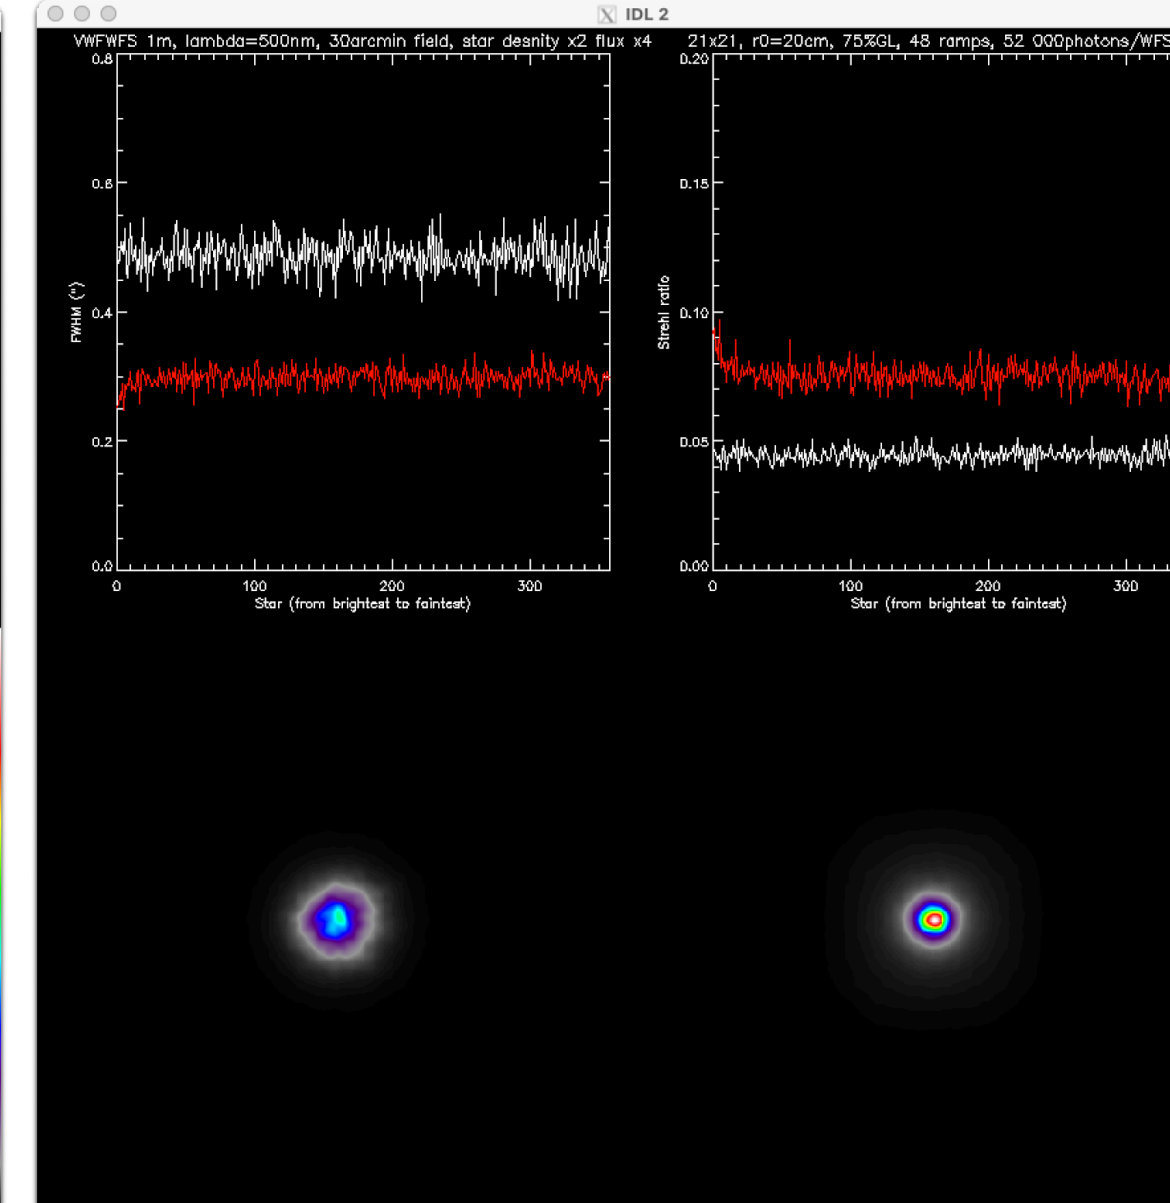 IDL 2
VWFWFS 1m, lambda=500nm, 30arcmin field, star desnity x2 flux x4
21x21, r0=20cm, 75%GL, 48 ramps, 52 000photons/WFS
0.8
0.6
0.4
0.2
0.0
FWHM (")
0 100 200 300
Star (from brightest to faintest)
0.20
0.15
0.10
0.05
0.00
Strehl ratio
0 100 200 300
Star (from brightest to faintest)